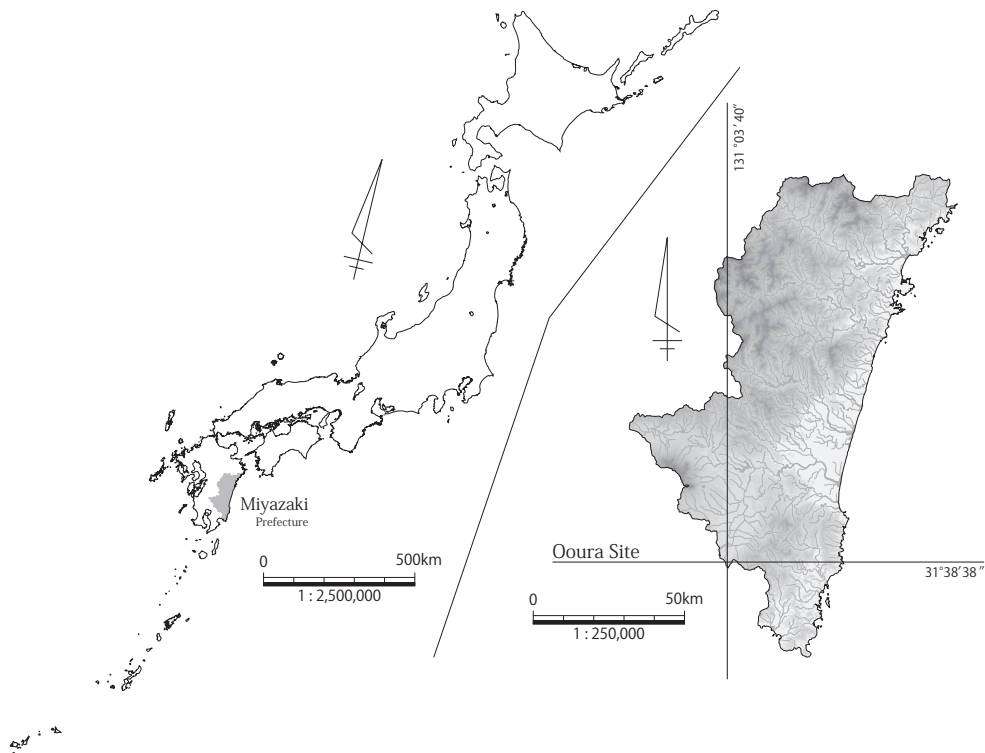 131°03′40″
Miyazaki
Prefecture
0 500km
1 : 2,500,000
Ooura Site
31°38′38″
0 50km
1 : 250,000